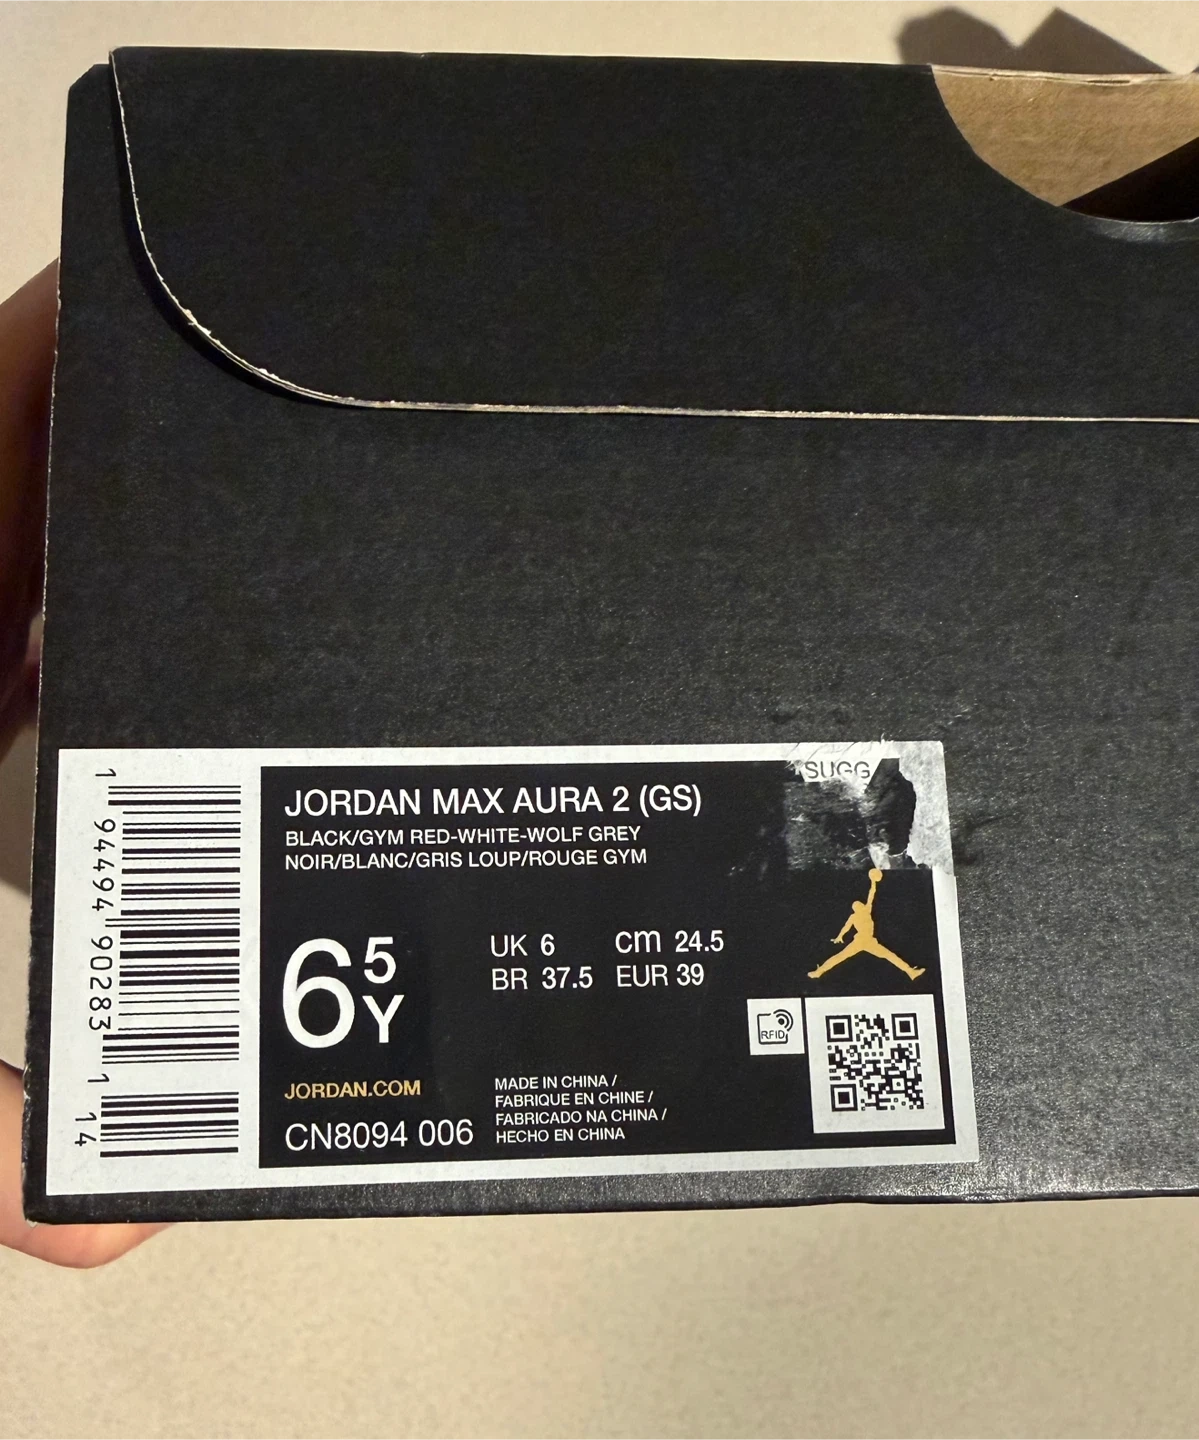 SUGG
JORDAN MAX AURA 2 (GS)
BLACK/GYM RED-WHITE-WOLF GREY
NOIR/BLANC/GRIS LOUP/ROUGE GYM
6 5 Y
UK 6 cm 24.5
BR 37.5 EUR 39
RFID
JORDAN.COM
CN8094 006
MADE IN CHINA /
FABRIQUE EN CHINE /
FABRICADO NA CHINA /
HECHO EN CHINA
1 94494 90283 1 14